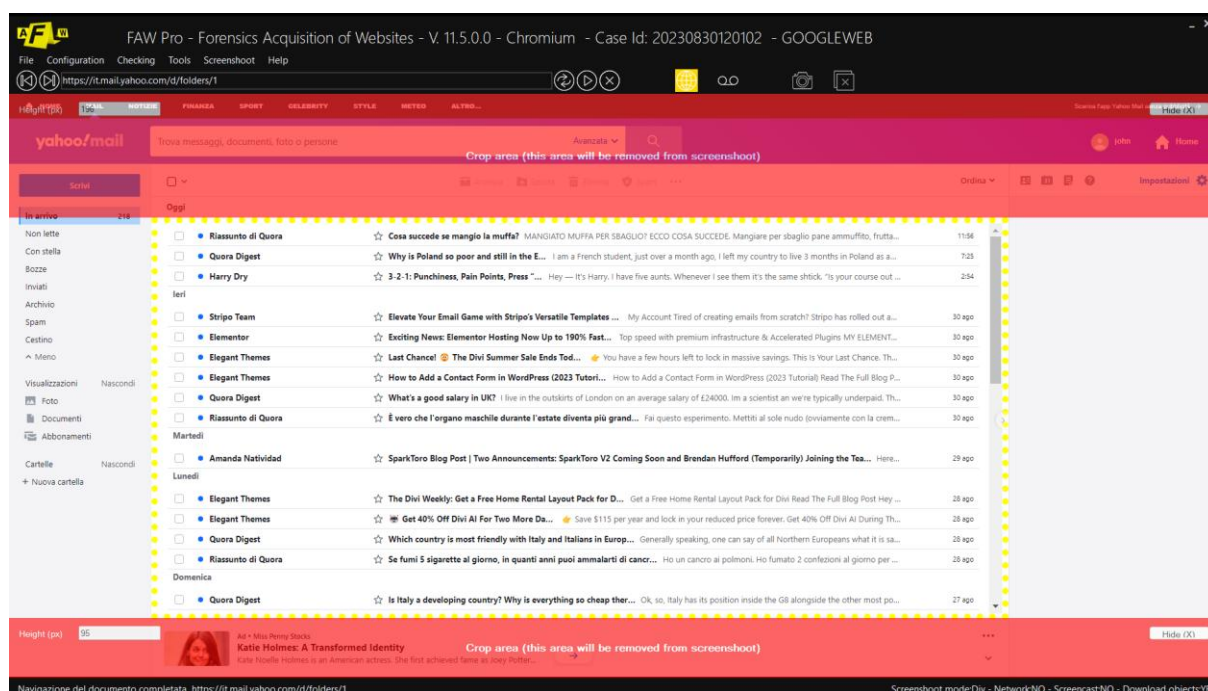 AFW
FAW Pro - Forensics Acquisition of Websites - V. 11.5.0.0 - Chromium - Case Id: 20230830120102 - GOOGLEWEB
File Configuration Checking Tools Screenshoot Help
https://it.mail.yahoo.com/d/folders/1
Height (px) 190 MAIL NOTIZIE FINANZA SPORT CELEBRITY STYLE METEO ALTRO... Hide (X)
yahoo!mail Trova messaggi, documenti, foto o persone Avanzata john Home
Crop area (this area will be removed from screenshoot)
Scrivi Ordina Impostazioni
Oggi
In arrivo 218
Non lette Riassunto di Quora Cosa succede se mangio la muffa? MANGIATO MUFFA PER SBAGLIO? ECCO COSA SUCCEDE. Mangiare per sbaglio pane ammuffito, frutta... 11:56
Con stella Quora Digest Why is Poland so poor and still in the E... I am a French student, just over a month ago, I left my country to live 3 months in Poland as a... 7:25
Bozze Harry Dry 3-2-1: Punchiness, Pain Points, Press “... Hey — It's Harry. I have five aunts. Whenever I see them it's the same shtick. “Is your course out ... 2:54
Inviati
Ieri
Archivio
Spam Stripo Team Elevate Your Email Game with Stripo's Versatile Templates ... My Account Tired of creating emails from scratch? Stripo has rolled out a... 30 ago
Cestino Elementor Exciting News: Elementor Hosting Now Up to 190% Fast... Top speed with premium infrastructure & Accelerated Plugins MY ELEMENT... 30 ago
Meno Elegant Themes Last Chance! The Divi Summer Sale Ends Tod... You have a few hours left to lock in massive savings. This Is Your Last Chance. Th... 30 ago
Visualizzazioni Nascondi Elegant Themes How to Add a Contact Form in WordPress (2023 Tutori... How to Add a Contact Form in WordPress (2023 Tutorial) Read The Full Blog P... 30 ago
Foto Quora Digest What's a good salary in UK? I live in the outskirts of London on an average salary of £24000. Im a scientist an we're typically underpaid. Th... 30 ago
Documenti Riassunto di Quora È vero che l'organo maschile durante l'estate diventa più grand... Fai questo esperimento. Mettiti al sole nudo (ovviamente con la crem... 30 ago
Abbonamenti Martedì
Cartelle Nascondi Amanda Natividad SparkToro Blog Post | Two Announcements: SparkToro V2 Coming Soon and Brendan Hufford (Temporarily) Joining the Tea... Here... 29 ago
+ Nuova cartella Lunedì
Elegant Themes The Divi Weekly: Get a Free Home Rental Layout Pack for D... Get a Free Home Rental Layout Pack for Divi Read The Full Blog Post Hey ... 28 ago
Elegant Themes Get 40% Off Divi AI For Two More Da... Save $115 per year and lock in your reduced price forever. Get 40% Off Divi AI During Th... 28 ago
Quora Digest Which country is most friendly with Italy and Italians in Europ... Generally speaking, one can say of all Northern Europeans what it is sa... 28 ago
Riassunto di Quora Se fumi 5 sigarette al giorno, in quanti anni puoi ammalarti di cancr... Ho un cancro ai polmoni. Ho fumato 2 confezioni al giorno per ... 28 ago
Domenica
Quora Digest Is Italy a developing country? Why is everything so cheap ther... Ok, so, Italy has its position inside the G8 alongside the other most po... 27 ago
Height (px) 95 Ad • Miss Penny Stocks Hide (X)
Katie Holmes: A Transformed Identity Crop area (this area will be removed from screenshoot)
Kate Noelle Holmes is an American actress. She first achieved fame as Joey Potter...
Navigazione del documento completata. https://it.mail.yahoo.com/d/folders/1 Screenshoot mode:Div - Network:NO - Screencast:NO - Download objects: